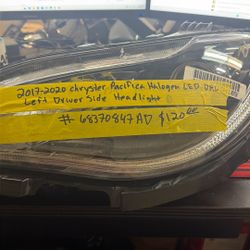 2017-2020 chrysler Pacifica Halogen LED DRL
Left Driver Side Headlight
# 68370847AD $120.00